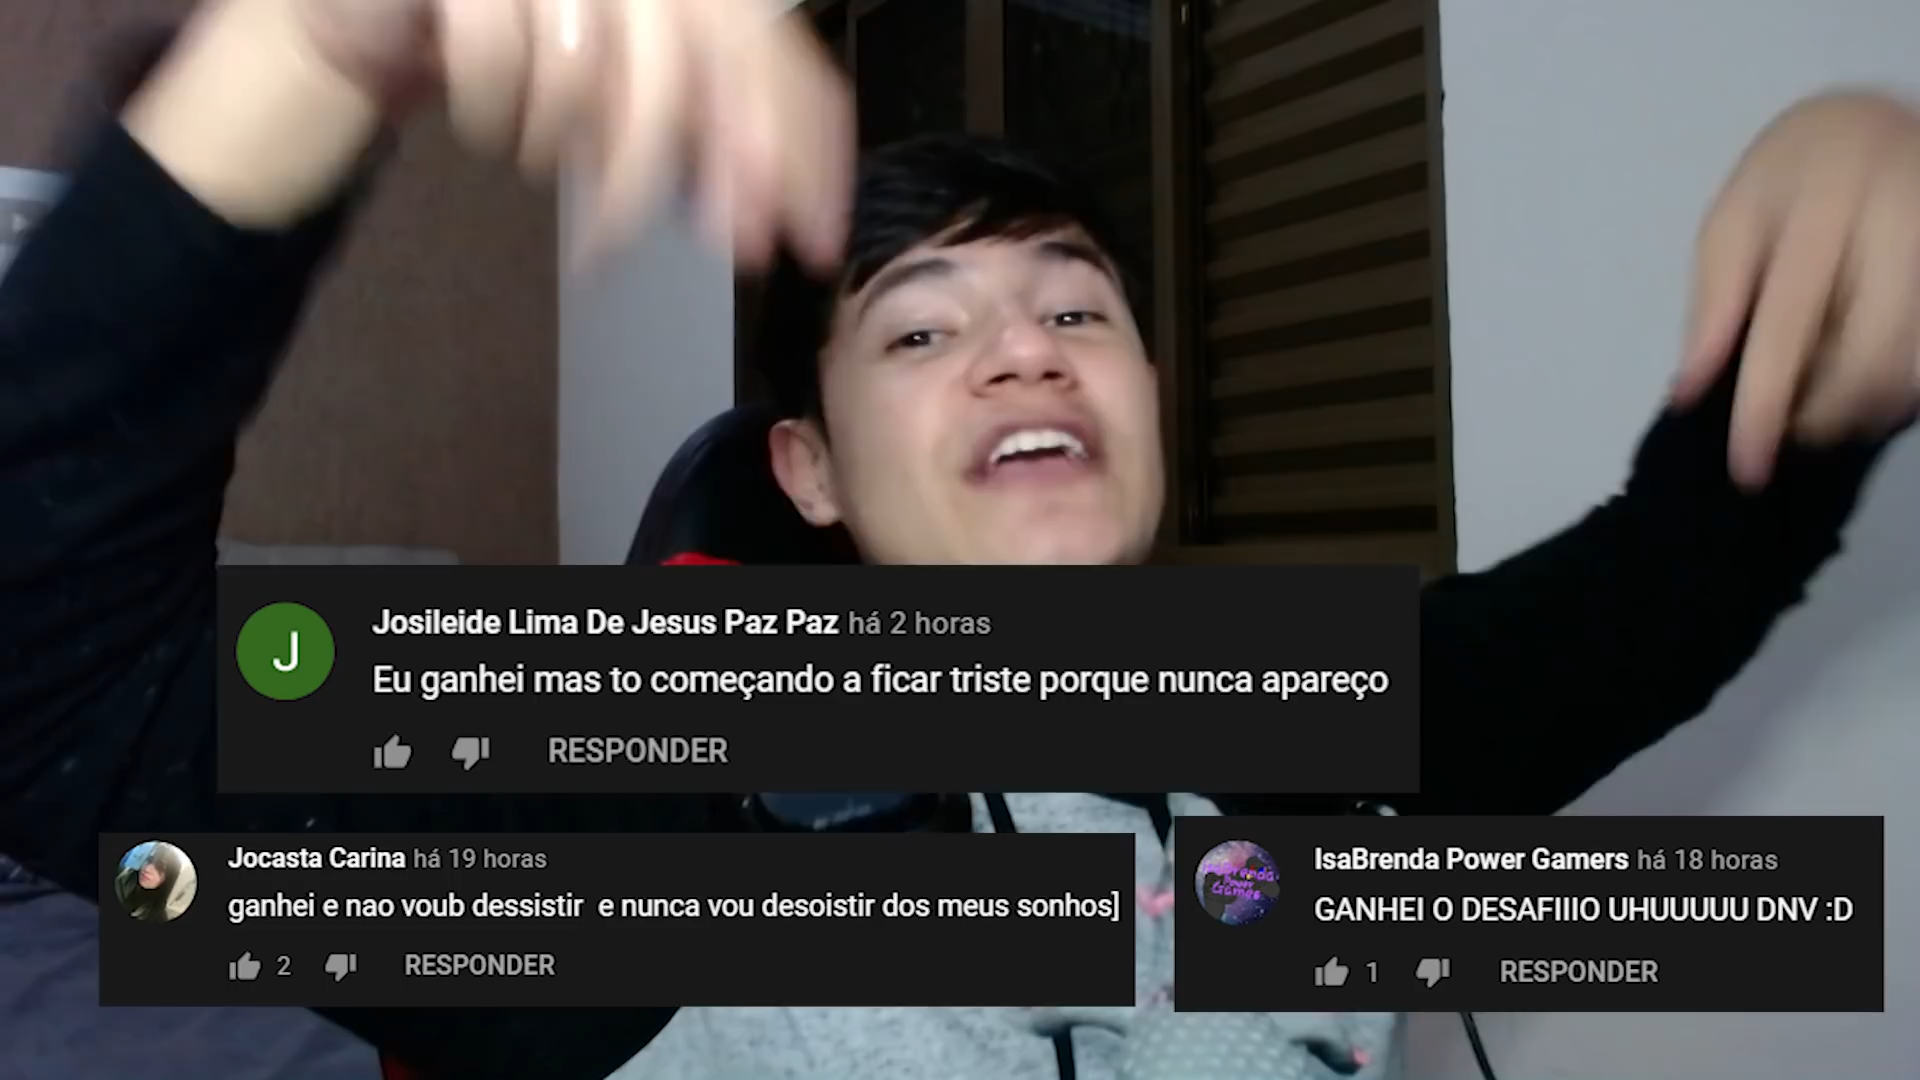 J
Josileide Lima De Jesus Paz Paz há 2 horas
Eu ganhei mas to começando a ficar triste porque nunca apareço
RESPONDER
Jocasta Carina há 19 horas
ganhei e nao voub dessistir e nunca vou desoistir dos meus sonhos]
2 RESPONDER
IsaBrenda Power Gamers há 18 horas
GANHEI O DESAFIIIO UHUUUUU DNV :D
1 RESPONDER